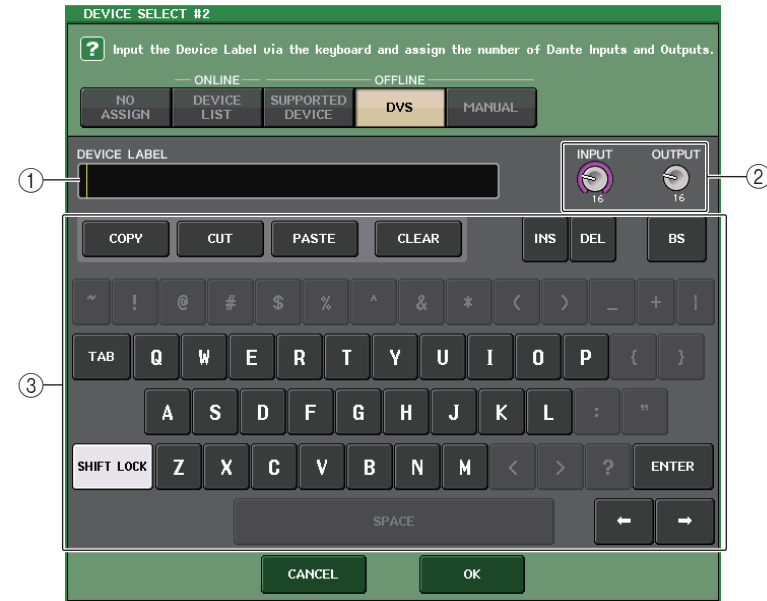 DEVICE SELECT #2
? Input the Device Label via the keyboard and assign the number of Dante Inputs and Outputs.
ONLINE OFFLINE
NO ASSIGN DEVICE LIST SUPPORTED DEVICE DVS MANUAL
DEVICE LABEL INPUT OUTPUT
1 2
16 16
COPY CUT PASTE CLEAR INS DEL BS
~ ! @ # $ % ^ & * ( ) _ + |
TAB Q W E R T Y U I O P { }
3
A S D F G H J K L : "
SHIFT LOCK Z X C V B N M < > ? ENTER
SPACE ← →
CANCEL OK